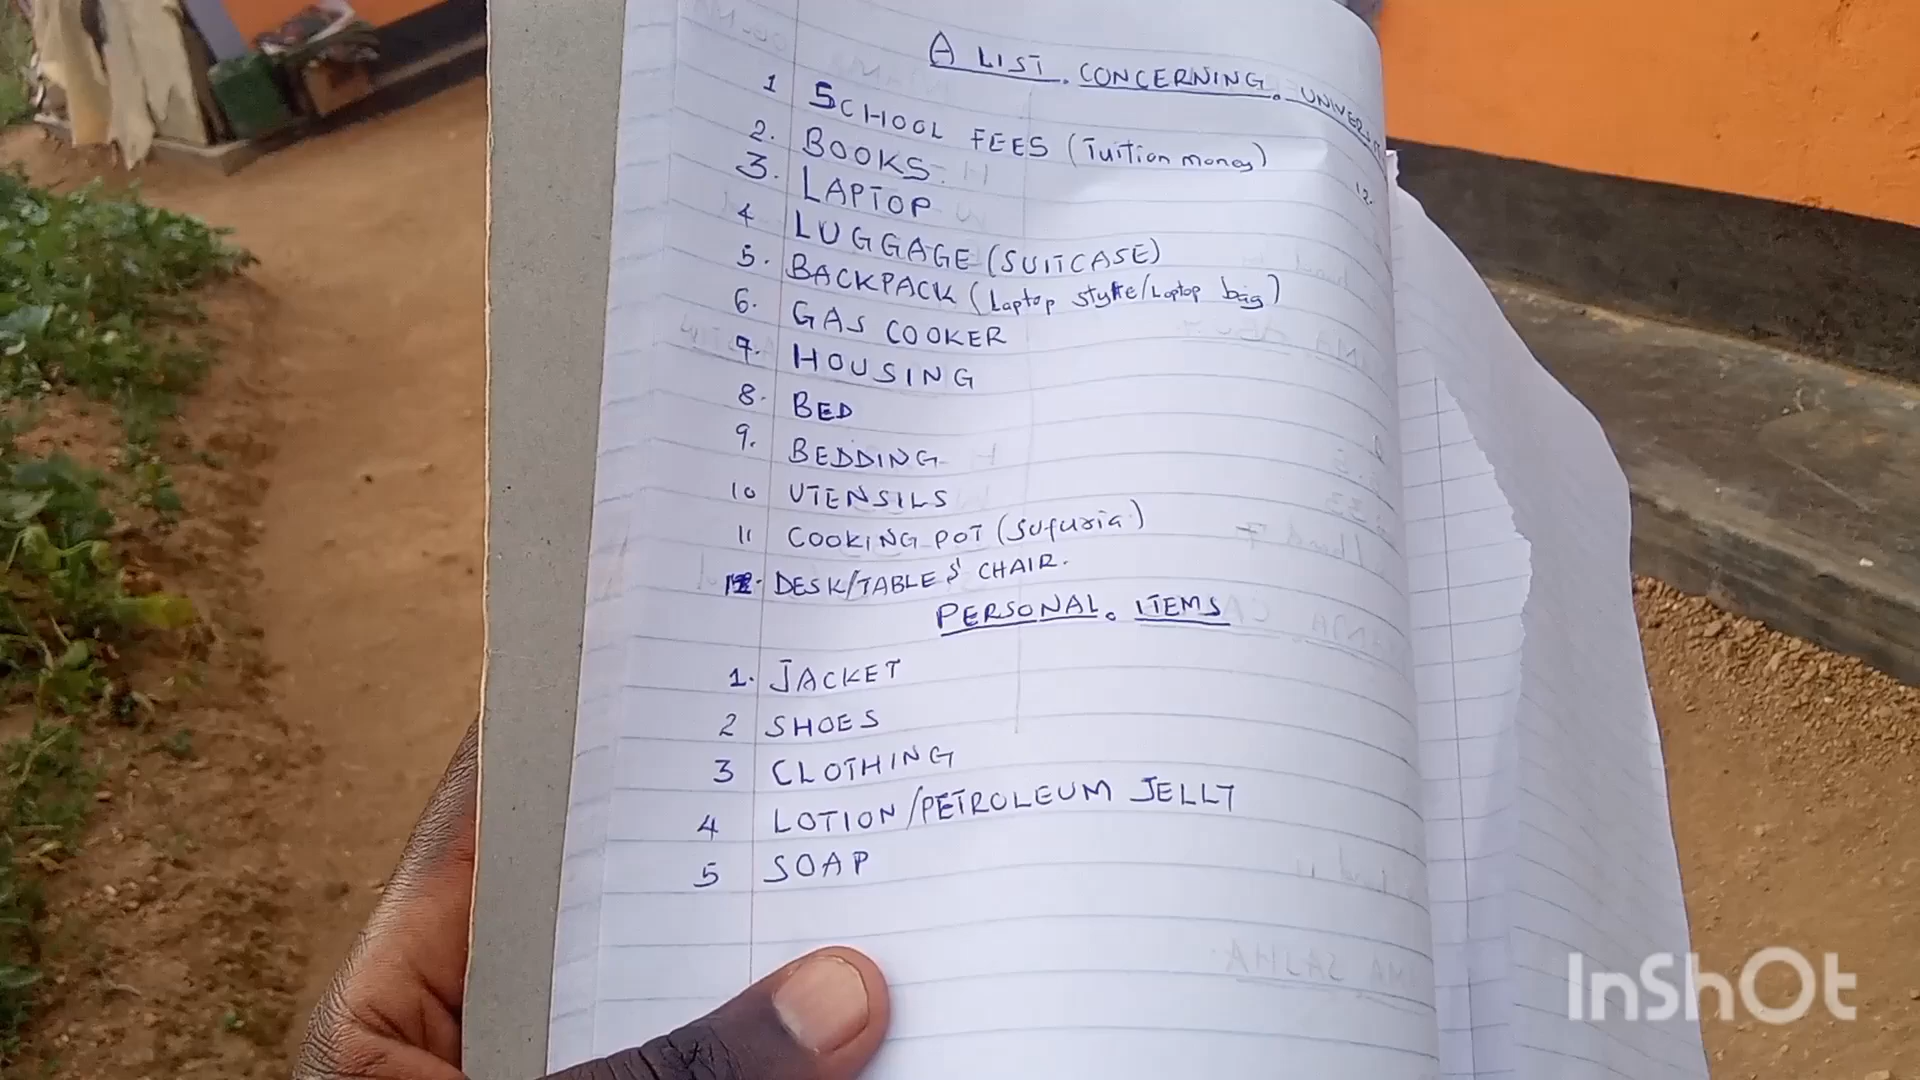 A LIST. CONCERNING. UNIVERSITY
1 SCHOOL FEES (Tuition money)
2. BOOKS
3. LAPTOP
4 LUGGAGE (SUITCASE)
5. BACKPACK (Laptop style/Laptop bag)
6. GAS COOKER
7. HOUSING
8. BED
9. BEDDING
10 UTENSILS
11 COOKING POT (Sufuria)
12. DESK/TABLE & CHAIR.
PERSONAL. ITEMS
1. JACKET
2 SHOES
3 CLOTHING
4 LOTION/PETROLEUM JELLY
5 SOAP
12.
InShOt